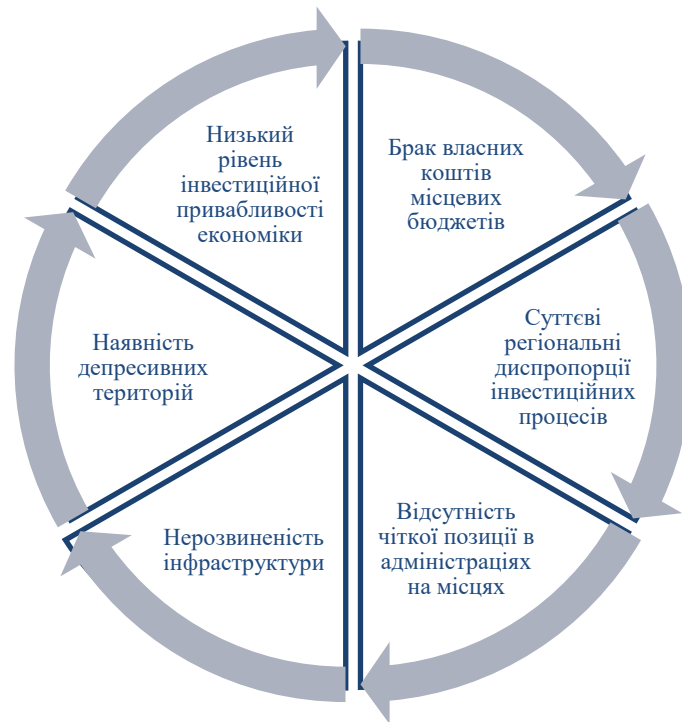 Низький
рівень
інвестиційної
привабливості
економіки
Брак власних
коштів
місцевих
бюджетів
Суттєві
регіональні
диспропорції
інвестиційних
процесів
Відсутність
чіткої позиції в
адміністраціях
на місцях
Нерозвиненість
інфраструктури
Наявність
депресивних
територій